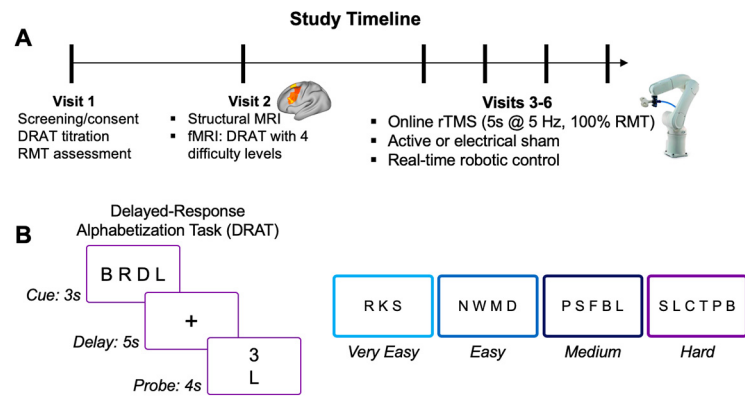 Study Timeline
A
Visit 1
Screening/consent
DRAT titration
RMT assessment
Visit 2
▪ Structural MRI
▪ fMRI: DRAT with 4
difficulty levels
Visits 3-6
▪ Online rTMS (5s @ 5 Hz, 100% RMT)
▪ Active or electrical sham
▪ Real-time robotic control
B
Delayed-Response
Alphabetization Task (DRAT)
B R D L
Cue: 3s
+
Delay: 5s
3
L
Probe: 4s
R K S
Very Easy
N W M D
Easy
P S F B L
Medium
S L C T P B
Hard